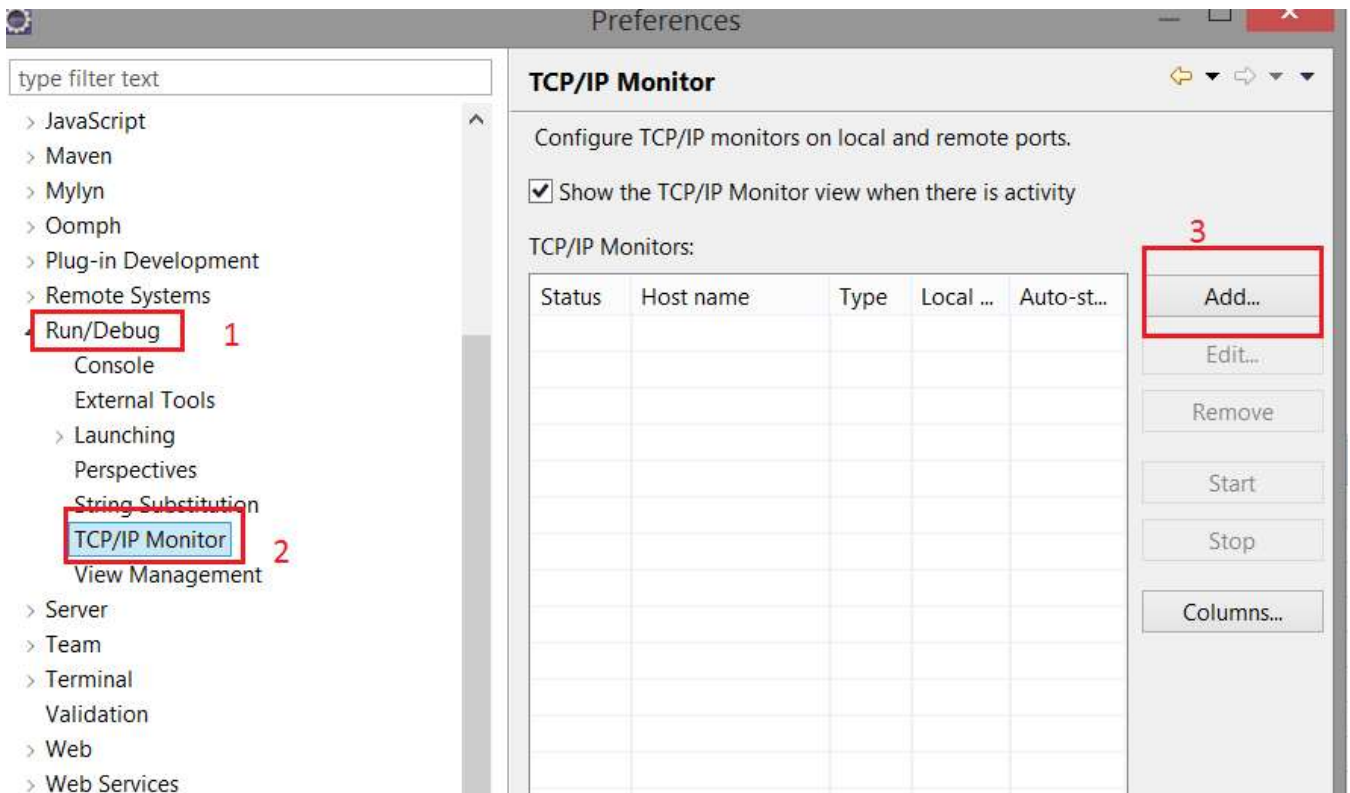 Preferences
type filter text
JavaScript
Maven
Mylyn
Oomph
Plug-in Development
Remote Systems
Run/Debug 1
Console
External Tools
Launching
Perspectives
String Substitution
TCP/IP Monitor 2
View Management
Server
Team
Terminal
Validation
Web
Web Services
TCP/IP Monitor
Configure TCP/IP monitors on local and remote ports.
Show the TCP/IP Monitor view when there is activity
TCP/IP Monitors:
Status Host name Type Local ... Auto-st...
3
Add...
Edit...
Remove
Start
Stop
Columns...